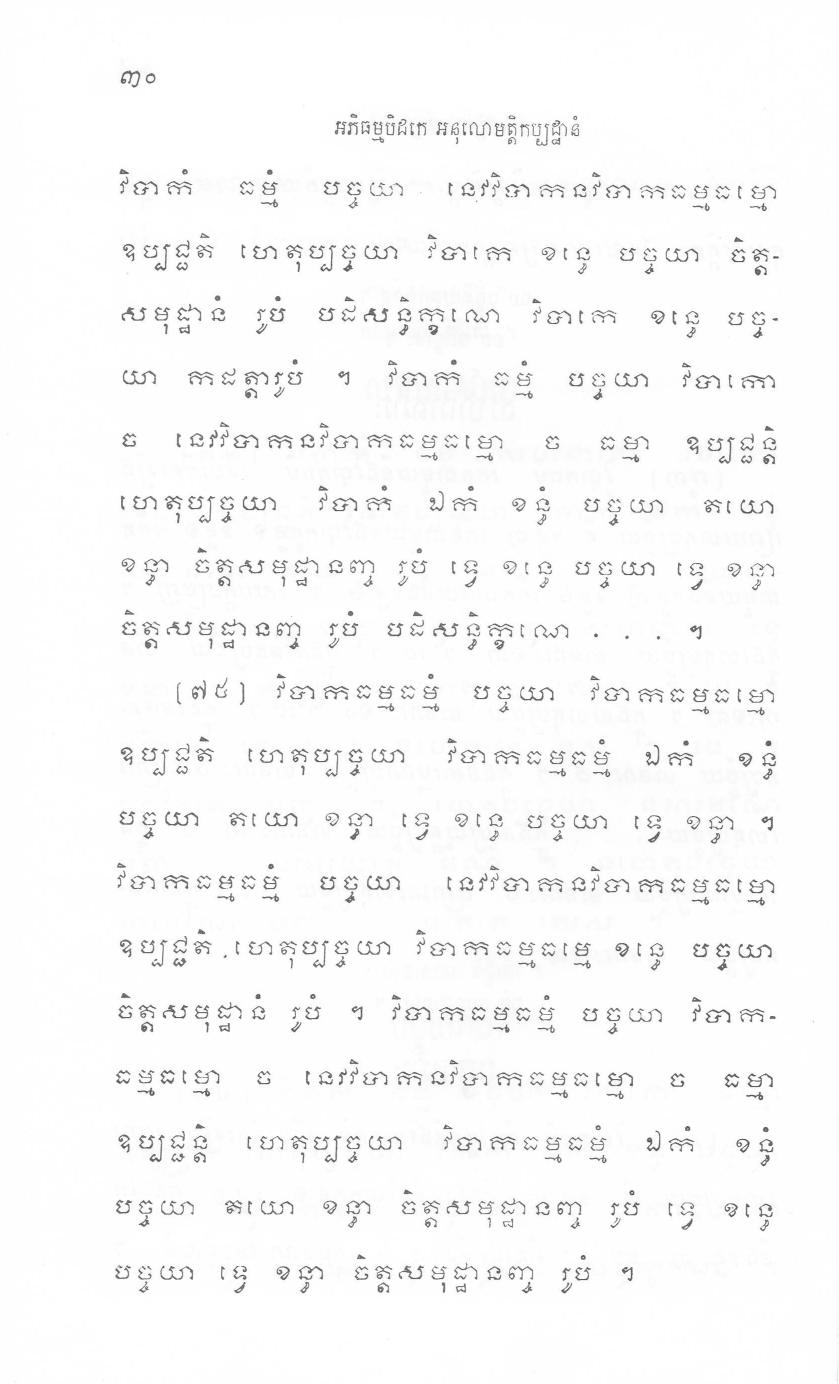 ៣០
អភិធម្មបិដកេ អនុលោមត្តិកប្បដ្ឋានំ
វិបាកំ ធម្មំ បច្ចយា នេវវិបាកនវិបាកធម្មធម្មោ
ឧប្បជ្ជតិ ហេតុប្បច្ចយា វិបាកេ ខន្ធេ បច្ចយា ចិត្ត-
សមុដ្ឋានំ រូបំ បដិសន្ធិក្ខណេ វិបាកេ ខន្ធេ បច្ច-
យា កដត្តារូបំ ។ វិបាកំ ធម្មំ បច្ចយា វិបាកោ
ច នេវវិបាកនវិបាកធម្មធម្មោ ច ធម្មា ឧប្បជ្ជន្តិ
ហេតុប្បច្ចយា វិបាកំ ឯកំ ខន្ធំ បច្ចយា តយោ
ខន្ធា ចិត្តសមុដ្ឋានញ្ច រូបំ ទ្វេ ខន្ធេ បច្ចយា ទ្វេ ខន្ធា
ចិត្តសមុដ្ឋានញ្ច រូបំ បដិសន្ធិក្ខណេ . . . ។
[៧៥] វិបាកធម្មធម្មំ បច្ចយា វិបាកធម្មធម្មោ
ឧប្បជ្ជតិ ហេតុប្បច្ចយា វិបាកធម្មធម្មំ ឯកំ ខន្ធំ
បច្ចយា តយោ ខន្ធា ទ្វេ ខន្ធេ បច្ចយា ទ្វេ ខន្ធា ។
វិបាកធម្មធម្មំ បច្ចយា នេវវិបាកនវិបាកធម្មធម្មោ
ឧប្បជ្ជតិ ហេតុប្បច្ចយា វិបាកធម្មធម្មេ ខន្ធេ បច្ចយា
ចិត្តសមុដ្ឋានំ រូបំ ។ វិបាកធម្មធម្មំ បច្ចយា វិបាក-
ធម្មធម្មោ ច នេវវិបាកនវិបាកធម្មធម្មោ ច ធម្មា
ឧប្បជ្ជន្តិ ហេតុប្បច្ចយា វិបាកធម្មធម្មំ ឯកំ ខន្ធំ
បច្ចយា តយោ ខន្ធា ចិត្តសមុដ្ឋានញ្ច រូបំ ទ្វេ ខន្ធេ
បច្ចយា ទ្វេ ខន្ធា ចិត្តសមុដ្ឋានញ្ច រូបំ ។